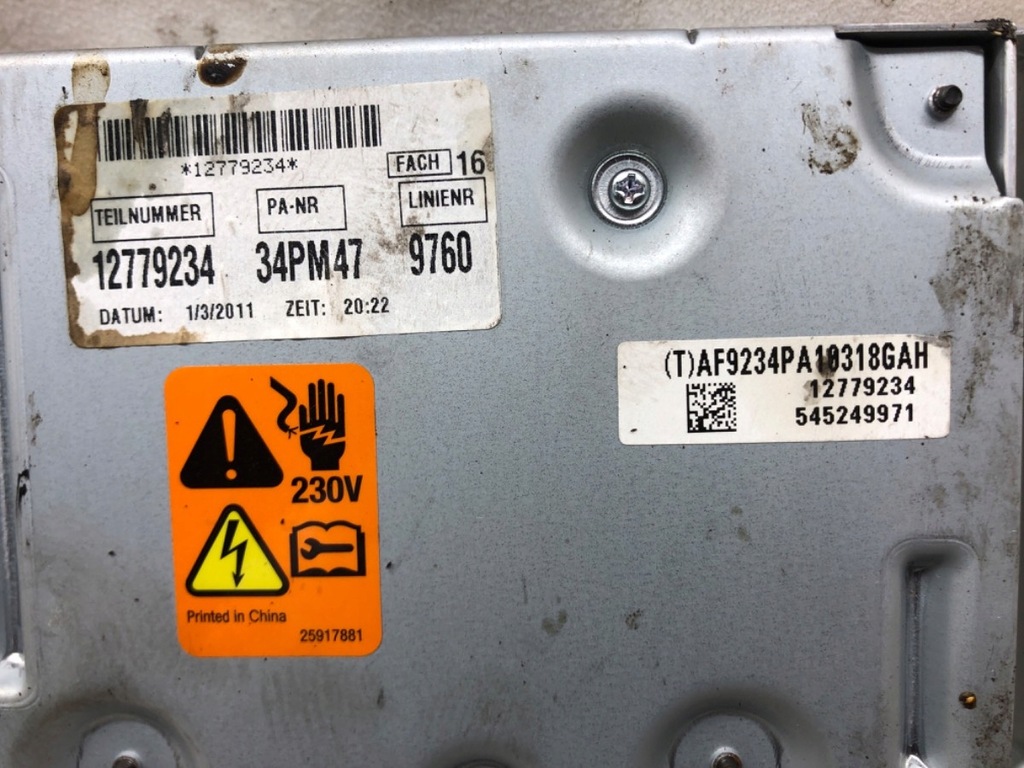 *12779234*
FACH 16
TEILNUMMER PA-NR LINIENR
12779234 34PM47 9760
DATUM: 1/3/2011 ZEIT: 20:22
(T)AF9234PA10318GAH
12779234
545249971
230V
Printed in China
25917881